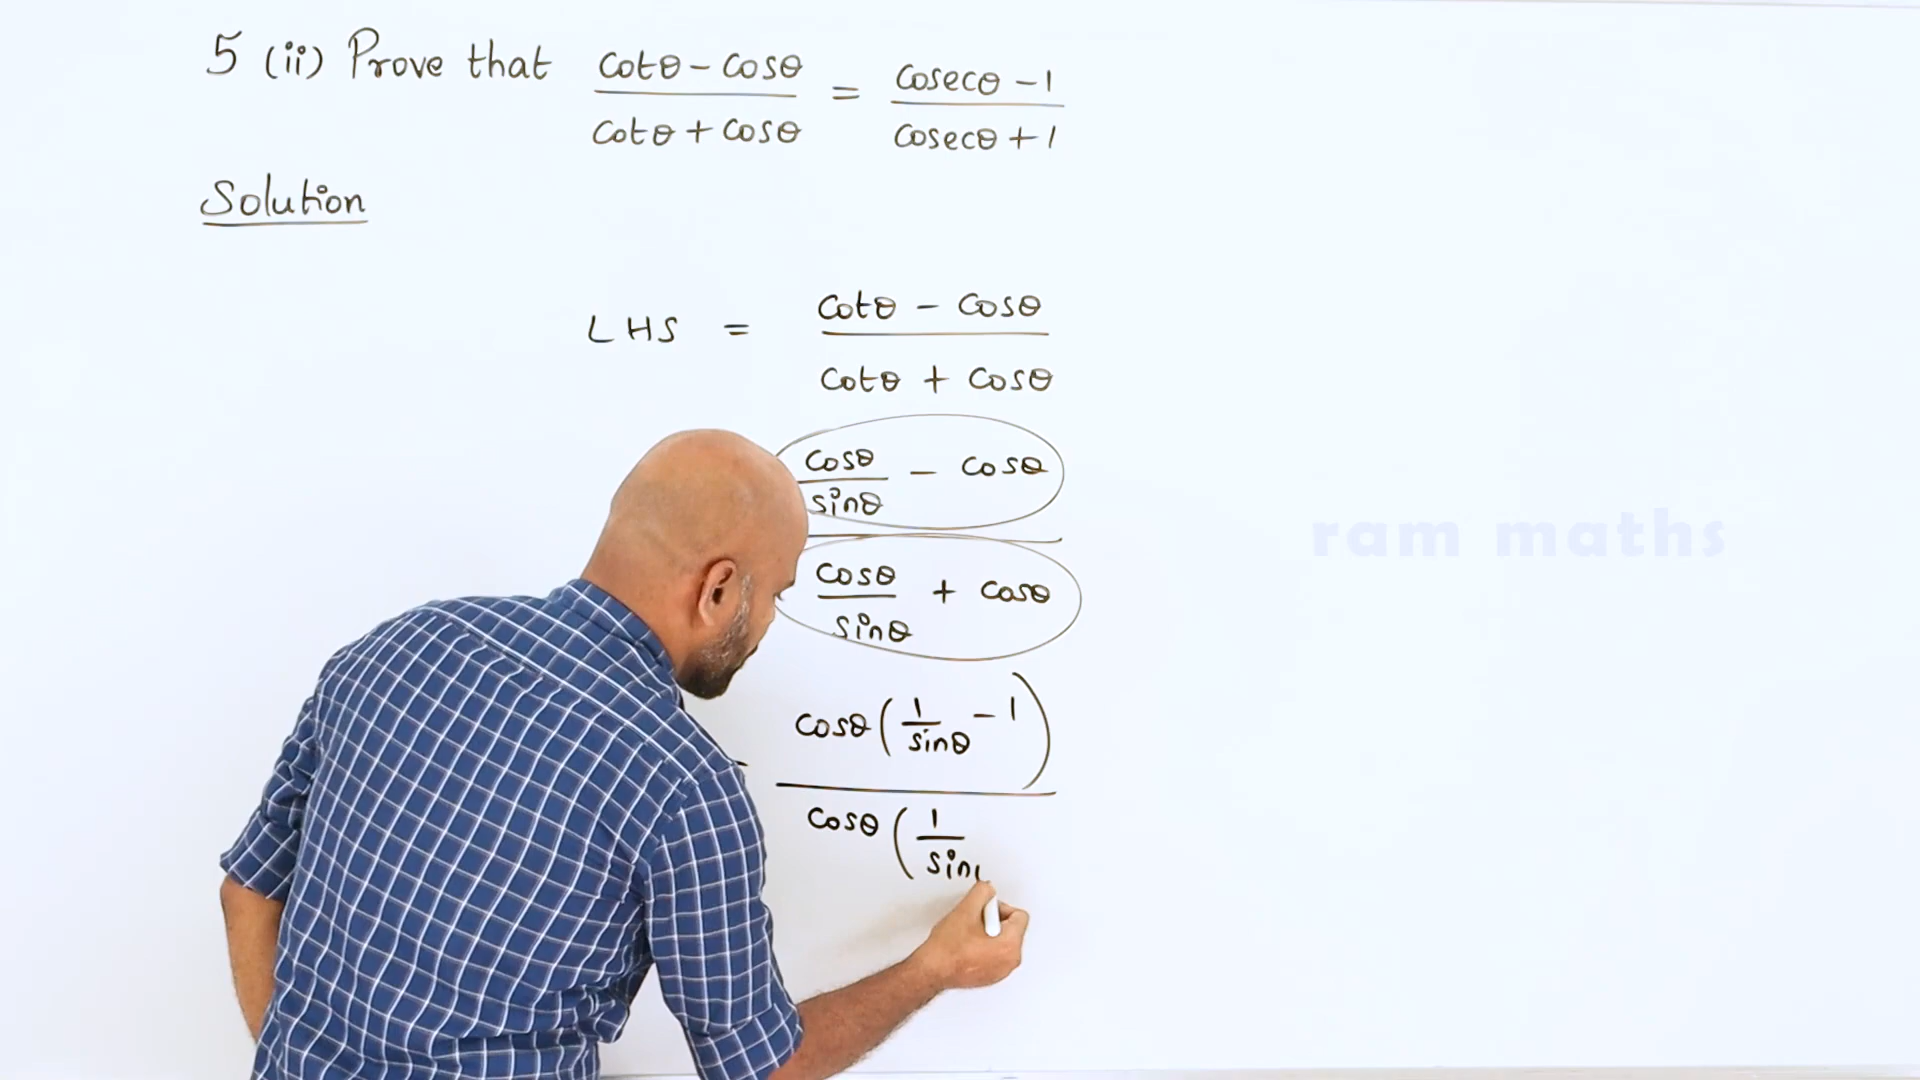 5 (ii) Prove that cotθ - cosθ / cotθ + cosθ = cosecθ - 1 / cosecθ + 1
Solution
LHS = cotθ - cosθ / cotθ + cosθ
cosθ / sinθ - cosθ
cosθ / sinθ + cosθ
cosθ ( 1 / sinθ - 1 )
cosθ ( 1 / sin
ram maths